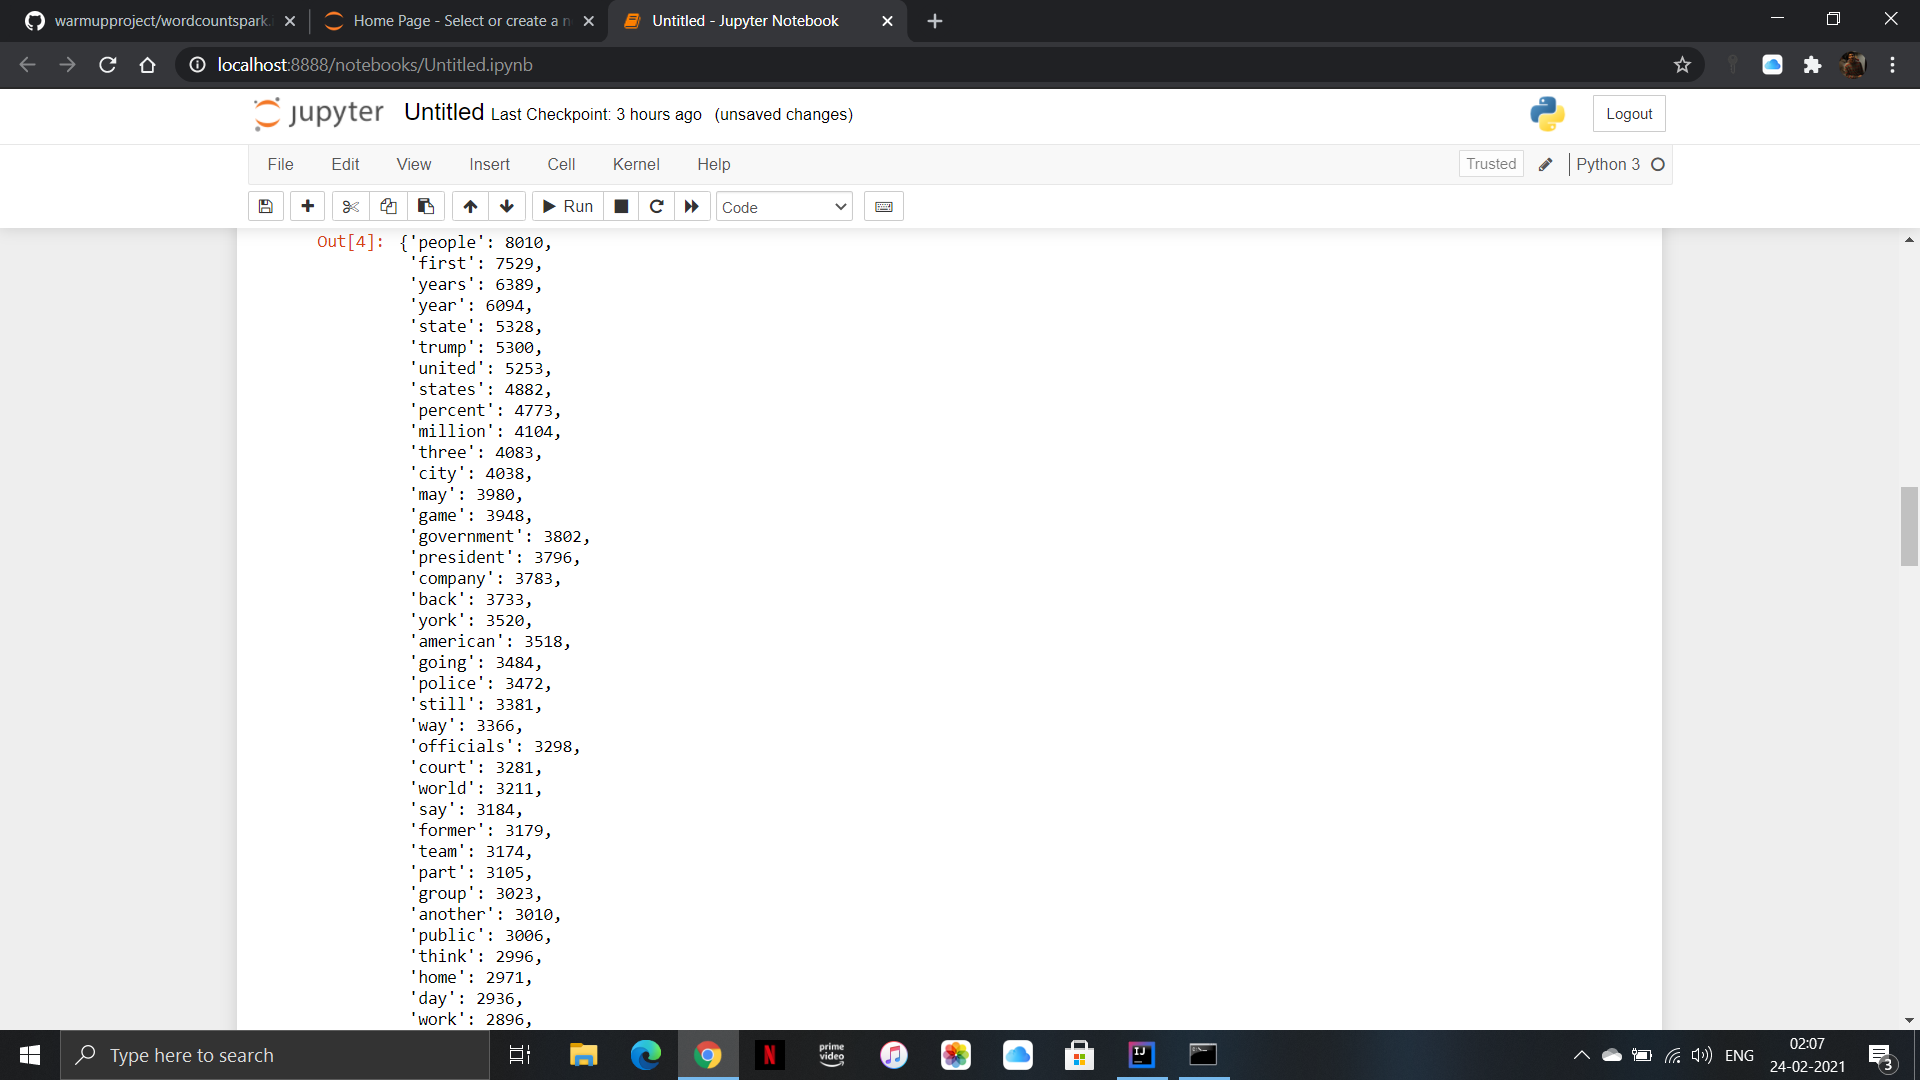 warmupproject/wordcountspark.i
Home Page - Select or create a n
Untitled - Jupyter Notebook
localhost:8888/notebooks/Untitled.ipynb
jupyter Untitled Last Checkpoint: 3 hours ago (unsaved changes)
Logout
File Edit View Insert Cell Kernel Help
Trusted
Python 3
Run
Code
Out[4]: {'people': 8010,
'first': 7529,
'years': 6389,
'year': 6094,
'state': 5328,
'trump': 5300,
'united': 5253,
'states': 4882,
'percent': 4773,
'million': 4104,
'three': 4083,
'city': 4038,
'may': 3980,
'game': 3948,
'government': 3802,
'president': 3796,
'company': 3783,
'back': 3733,
'york': 3520,
'american': 3518,
'going': 3484,
'police': 3472,
'still': 3381,
'way': 3366,
'officials': 3298,
'court': 3281,
'world': 3211,
'say': 3184,
'former': 3179,
'team': 3174,
'part': 3105,
'group': 3023,
'another': 3010,
'public': 3006,
'think': 2996,
'home': 2971,
'day': 2936,
'work': 2896,
Type here to search
N
prime video
IJ
ENG
02:07
24-02-2021
3